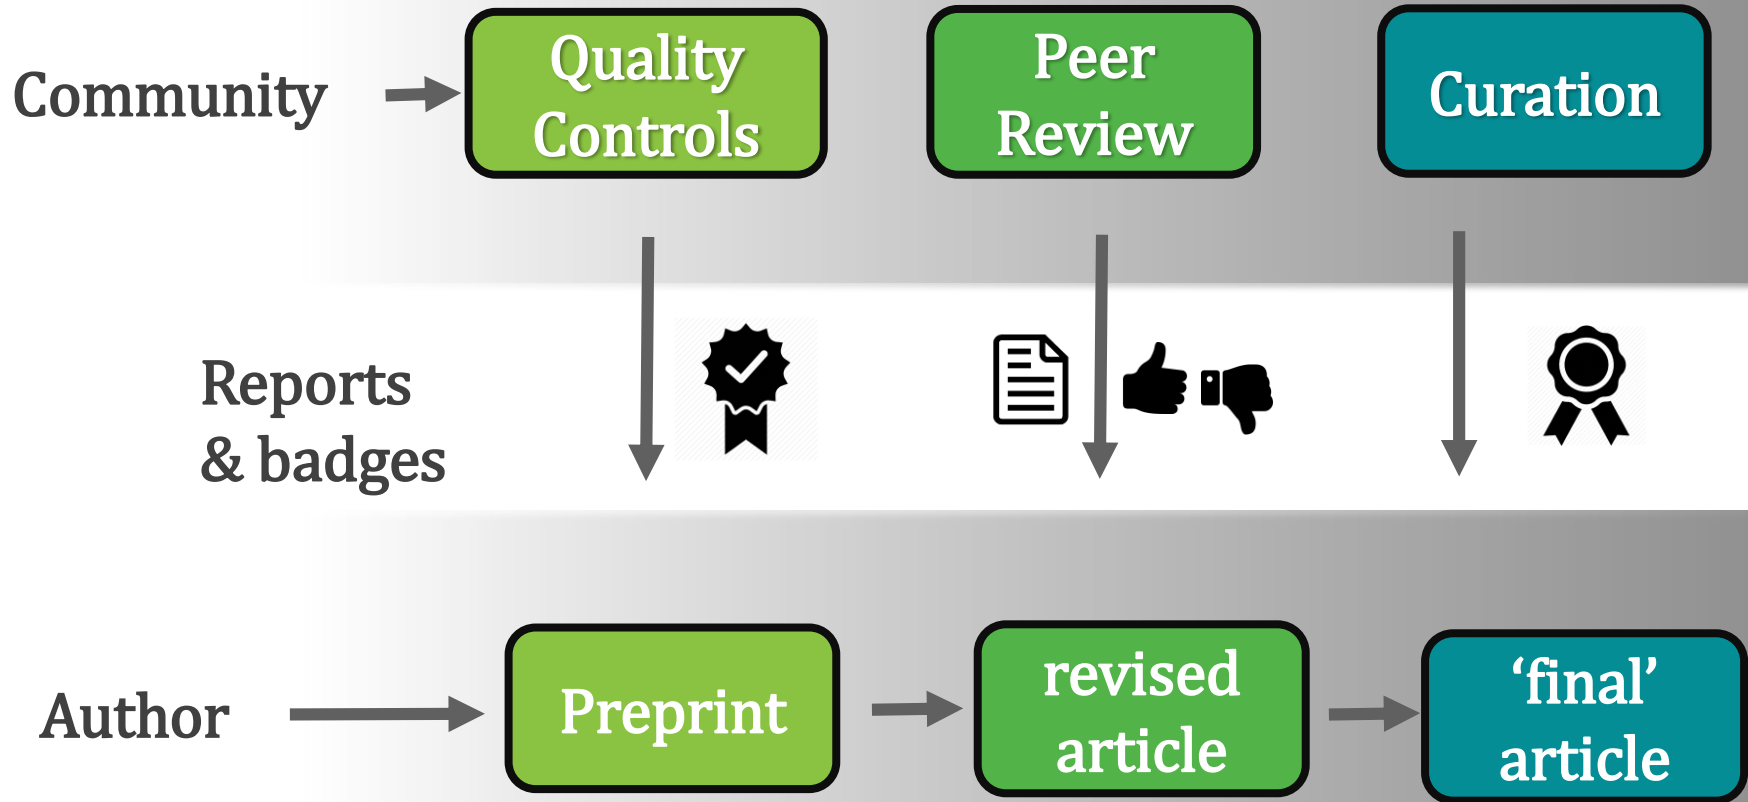 Community
Quality
Controls
Peer
Review
Curation
Reports
& badges
Author
Preprint
revised
article
‘final’
article